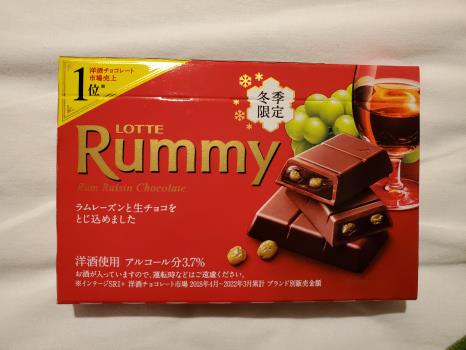 洋酒チョコレート
市場売上
1位※
冬季
限定
LOTTE
Rummy
Rum Raisin Chocolate
ラムレーズンと生チョコを
とじ込めました
洋酒使用 アルコール分3.7%
お酒が入っていますので、運転時などはご遠慮ください。
※インテージSRI+ 洋酒チョコレート市場 2018年4月~2022年3月累計 ブランド別販売金額